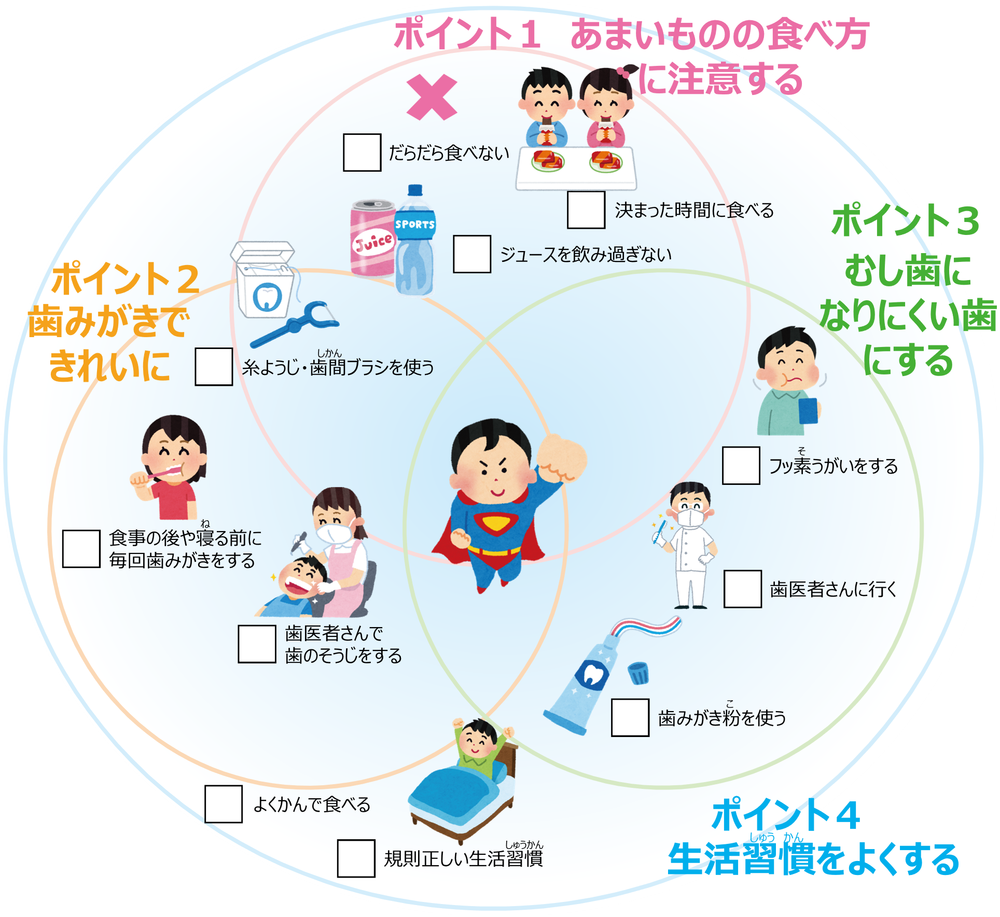 ポイント1 あまいものの食べ方
に注意する
だらだら食べない
決まった時間に食べる
Juice
SPORTS
ジュースを飲み過ぎない
ポイント2
歯みがきで
きれいに
しかん
糸ようじ・歯間ブラシを使う
ね
食事の後や寝る前に
毎回歯みがきをする
歯医者さんで
歯のそうじをする
ポイント3
むし歯に
なりにくい歯
にする
そ
フッ素うがいをする
歯医者さんに行く
こ
歯みがき粉を使う
よくかんで食べる
しゅうかん
規則正しい生活習慣
ポイント4
しゅう かん
生活習慣をよくする